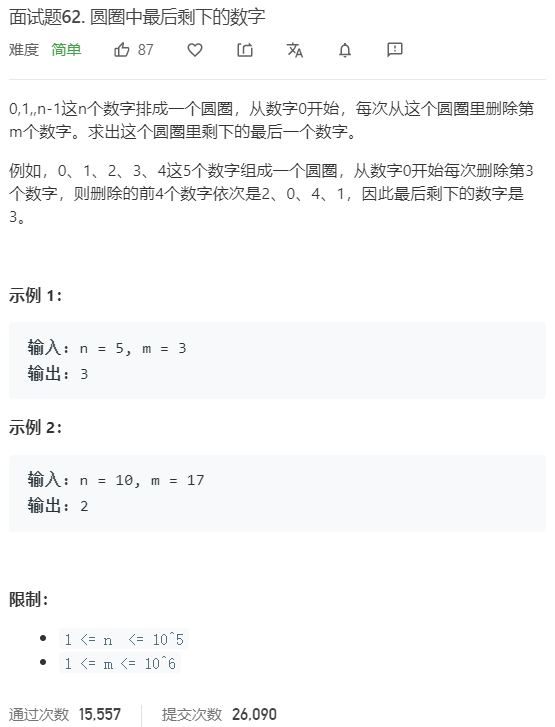 面试题62. 圆圈中最后剩下的数字
难度 简单 87
0,1,,n-1这n个数字排成一个圆圈，从数字0开始，每次从这个圆圈里删除第
m个数字。求出这个圆圈里剩下的最后一个数字。
例如，0、1、2、3、4这5个数字组成一个圆圈，从数字0开始每次删除第3
个数字，则删除的前4个数字依次是2、0、4、1，因此最后剩下的数字是
3。
示例 1：
输入：n = 5, m = 3
输出：3
示例 2：
输入：n = 10, m = 17
输出：2
限制：
1 <= n <= 10^5
1 <= m <= 10^6
通过次数 15,557 提交次数 26,090